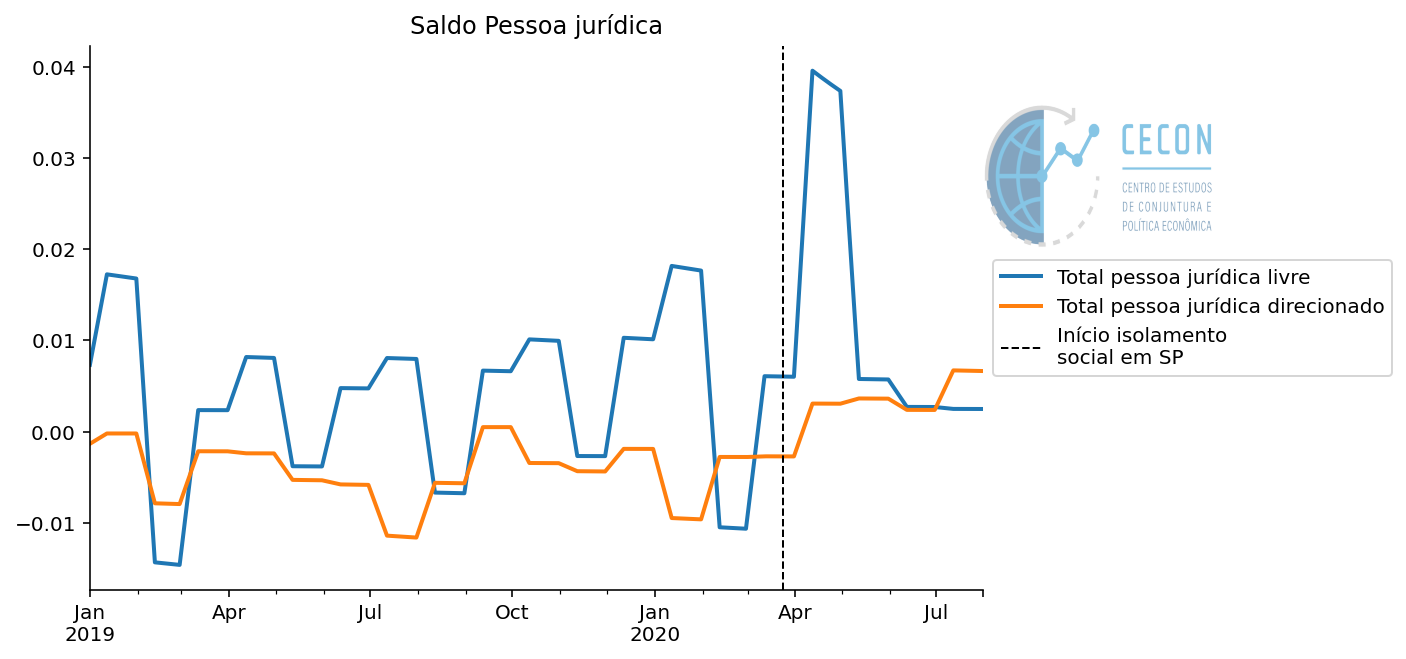 Saldo Pessoa jurídica
0.04
0.03
0.02
0.01
0.00
−0.01
Jan
2019
Apr
Jul
Oct
Jan
2020
Apr
Jul
CECON
CENTRO DE ESTUDOS
DE CONJUNTURA E
POLÍTICA ECONÔMICA
Total pessoa jurídica livre
Total pessoa jurídica direcionado
Início isolamento
social em SP